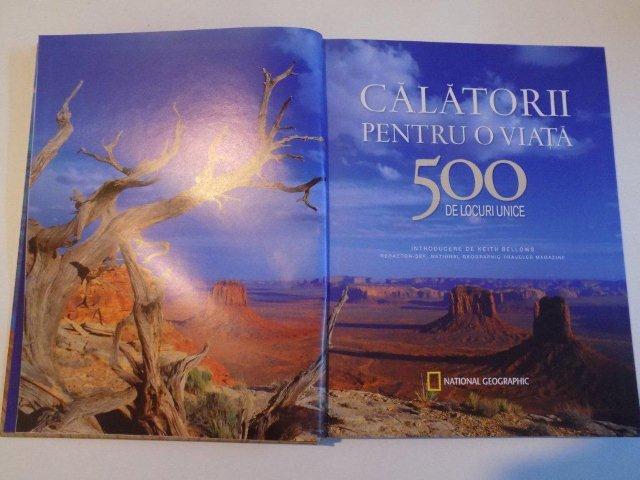 CĂLĂTORII
PENTRU O VIAȚĂ
500
DE LOCURI UNICE
INTRODUCERE DE KEITH BELLOWS
REDACTOR-ȘEF, NATIONAL GEOGRAPHIC TRAVELER MAGAZINE
NATIONAL GEOGRAPHIC